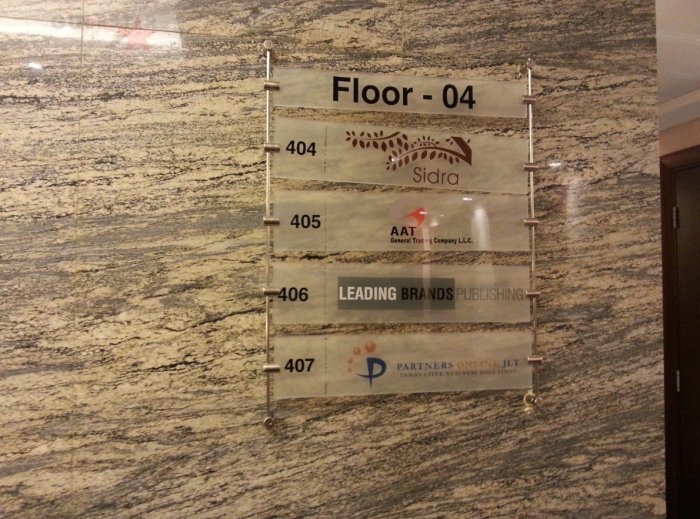 Floor - 04
404
Sidra
405
AAT
General Trading Company L.L.C.
406 LEADING BRANDS PUBLISHING
407 PARTNERS ONLINE JLT
INNOVATIVE BUSINESS SOLUTIONS